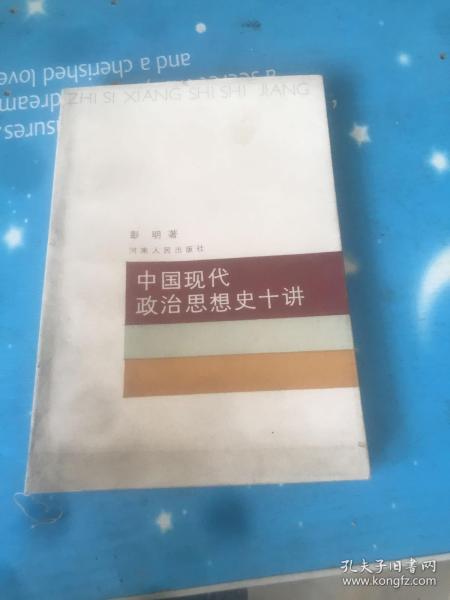 and a cherished love
a se
dream
sures,
ZHI SI XIANG SHI SHI JIANG
彭 明 著
河南人民出版社
中国现代
政治思想史十讲
孔夫子旧书网
www.kongfz.com